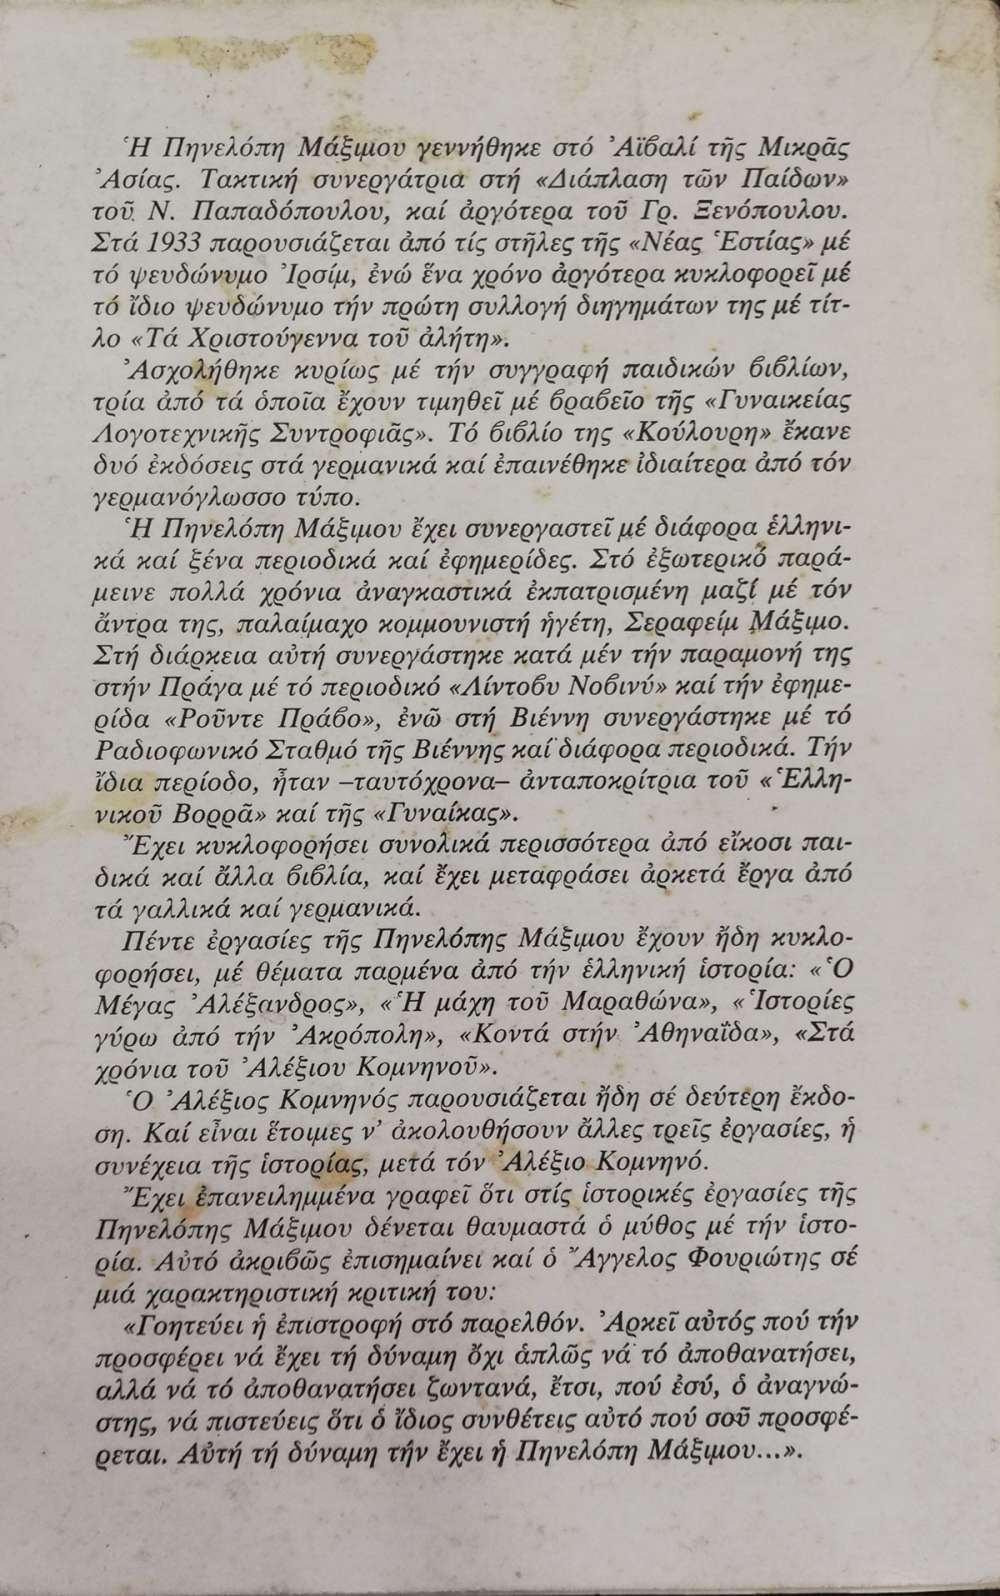 Ἡ Πηνελόπη Μάξιμου γεννήθηκε στό Ἀϊβαλί τῆς Μικρᾶς
Ἀσίας. Τακτική συνεργάτρια στή «Διάπλαση τῶν Παίδων»
τοῦ Ν. Παπαδόπουλου, καί ἀργότερα τοῦ Γρ. Ξενόπουλου.
Στά 1933 παρουσιάζεται ἀπό τίς στῆλες τῆς «Νέας Ἑστίας» μέ
τό ψευδώνυμο Ἰρσίμ, ἐνώ ἕνα χρόνο ἀργότερα κυκλοφορεῖ μέ
τό ἴδιο ψευδώνυμο τήν πρώτη συλλογή διηγημάτων της μέ τίτ-
λο «Τά Χριστούγεννα τοῦ ἀλήτη».
Ἀσχολήθηκε κυρίως μέ τήν συγγραφή παιδικών βιβλίων,
τρία ἀπό τά ὁποῖα ἔχουν τιμηθεῖ μέ βραβεῖο τῆς «Γυναικείας
Λογοτεχνικῆς Συντροφιᾶς». Τό βιβλίο της «Κούλουρη» ἔκανε
δυό ἐκδόσεις στά γερμανικά καί ἐπαινέθηκε ἰδιαίτερα ἀπό τόν
γερμανόγλωσσο τύπο.
Ἡ Πηνελόπη Μάξιμου ἔχει συνεργαστεῖ μέ διάφορα ἑλληνι-
κά καί ξένα περιοδικά καί ἐφημερίδες. Στό ἐξωτερικό παρά-
μεινε πολλά χρόνια ἀναγκαστικά ἐκπατρισμένη μαζί μέ τόν
ἄντρα της, παλαίμαχο κομμουνιστή ἡγέτη, Σεραφείμ Μάξιμο.
Στή διάρκεια αὐτή συνεργάστηκε κατά μέν τήν παραμονή της
στήν Πράγα μέ τό περιοδικό «Λίντοβυ Νοβινύ» καί τήν ἐφημε-
ρίδα «Ροῦντε Πράβο», ἐνῶ στή Βιέννη συνεργάστηκε μέ τό
Ραδιοφωνικό Σταθμό τῆς Βιέννης καί διάφορα περιοδικά. Τήν
ἴδια περίοδο, ἦταν –ταυτόχρονα– ἀνταποκρίτρια τοῦ «Ἑλλη-
νικοῦ Βορρᾶ» καί τῆς «Γυναίκας».
Ἔχει κυκλοφορήσει συνολικά περισσότερα ἀπό εἴκοσι παι-
δικά καί ἄλλα βιβλία, καί ἔχει μεταφράσει ἀρκετά ἔργα ἀπό
τά γαλλικά καί γερμανικά.
Πέντε ἐργασίες τῆς Πηνελόπης Μάξιμου ἔχουν ἤδη κυκλο-
φορήσει, μέ θέματα παρμένα ἀπό τήν ἑλληνική ἱστορία: «Ὁ
Μέγας Ἀλέξανδρος», «Ἡ μάχη τοῦ Μαραθώνα», «Ἱστορίες
γύρω ἀπό τήν Ἀκρόπολη», «Κοντά στήν Ἀθηναΐδα», «Στά
χρόνια τοῦ Ἀλέξιου Κομνηνοῦ».
Ὁ Ἀλέξιος Κομνηνός παρουσιάζεται ἤδη σέ δεύτερη ἔκδο-
ση. Καί εἶναι ἕτοιμες ν' ἀκολουθήσουν ἄλλες τρεῖς ἐργασίες, ἡ
συνέχεια τῆς ἱστορίας, μετά τόν Ἀλέξιο Κομνηνό.
Ἔχει ἐπανειλημμένα γραφεῖ ὅτι στίς ἱστορικές ἐργασίες τῆς
Πηνελόπης Μάξιμου δένεται θαυμαστά ὁ μύθος μέ τήν ἱστο-
ρία. Αὐτό ἀκριβῶς ἐπισημαίνει καί ὁ Ἄγγελος Φουριώτης σέ
μιά χαρακτηριστική κριτική του:
«Γοητεύει ἡ ἐπιστροφή στό παρελθόν. Ἀρκεῖ αὐτός πού τήν
προσφέρει νά ἔχει τή δύναμη ὄχι ἁπλῶς νά τό ἀποθανατήσει,
αλλά νά τό ἀποθανατήσει ζωντανά, ἔτσι, πού ἐσύ, ὁ ἀναγνώ-
στης, νά πιστεύεις ὅτι ὁ ἴδιος συνθέτεις αὐτό πού σοῦ προσφέ-
ρεται. Αὐτή τή δύναμη τήν ἔχει ἡ Πηνελόπη Μάξιμου...».